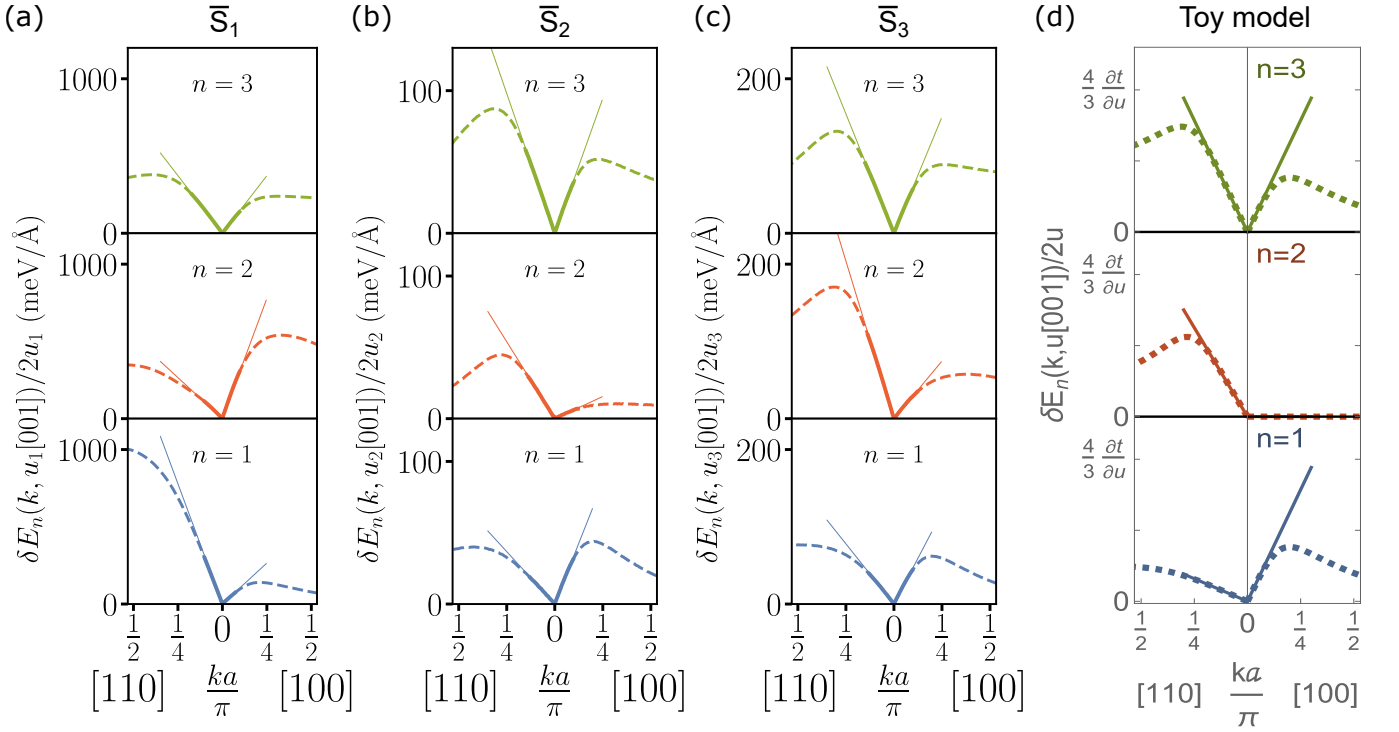 (a) S̅₁ (b) S̅₂ (c) S̅₃ (d) Toy model
δEₙ(k, u₁[001])/2u₁ (meV/Å)
1000
n = 3
0
1000
n = 2
0
1000
n = 1
0
1/2 1/4 0 1/4 1/2
[110] ka/π [100]
δEₙ(k, u₂[001])/2u₂ (meV/Å)
100
n = 3
0
100
n = 2
0
100
n = 1
0
1/2 1/4 0 1/4 1/2
[110] ka/π [100]
δEₙ(k, u₃[001])/2u₃ (meV/Å)
200
n = 3
0
200
n = 2
0
200
n = 1
0
1/2 1/4 0 1/4 1/2
[110] ka/π [100]
δEₙ(k,u[001])/2u
4/3 ∂t/∂u
n=3
0
4/3 ∂t/∂u
n=2
0
4/3 ∂t/∂u
n=1
0
1/2 1/4 0 1/4 1/2
[110] ka/π [100]